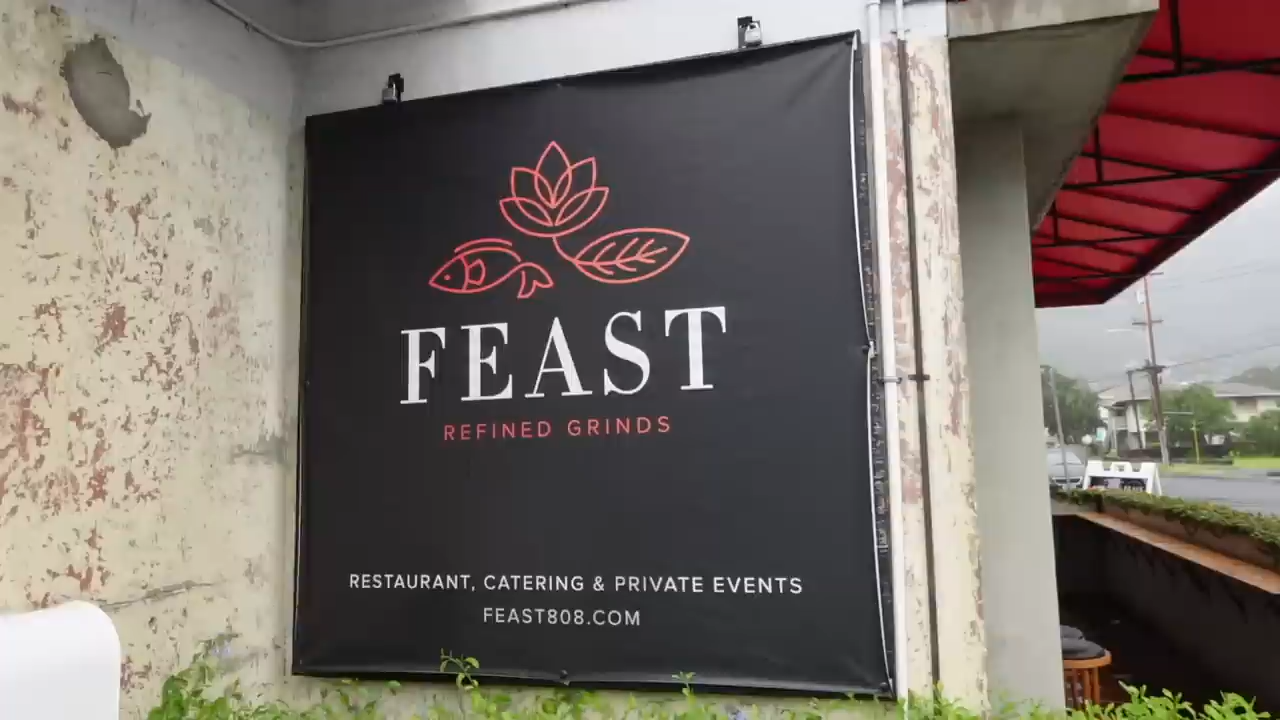 FEAST
REFINED GRINDS
RESTAURANT, CATERING & PRIVATE EVENTS
FEAST808.COM